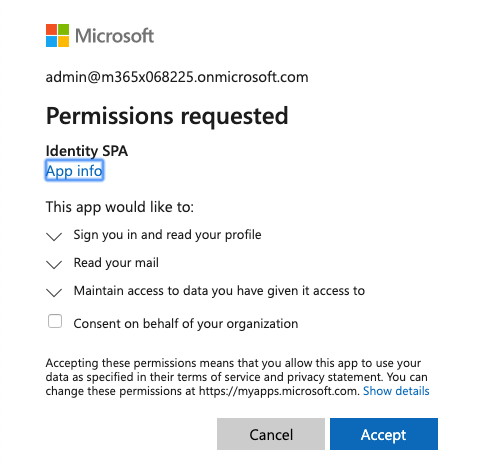 Microsoft
admin@m365x068225.onmicrosoft.com
Permissions requested
Identity SPA
App info
This app would like to:
Sign you in and read your profile
Read your mail
Maintain access to data you have given it access to
Consent on behalf of your organization
Accepting these permissions means that you allow this app to use your
data as specified in their terms of service and privacy statement. You can
change these permissions at https://myapps.microsoft.com. Show details
Cancel
Accept